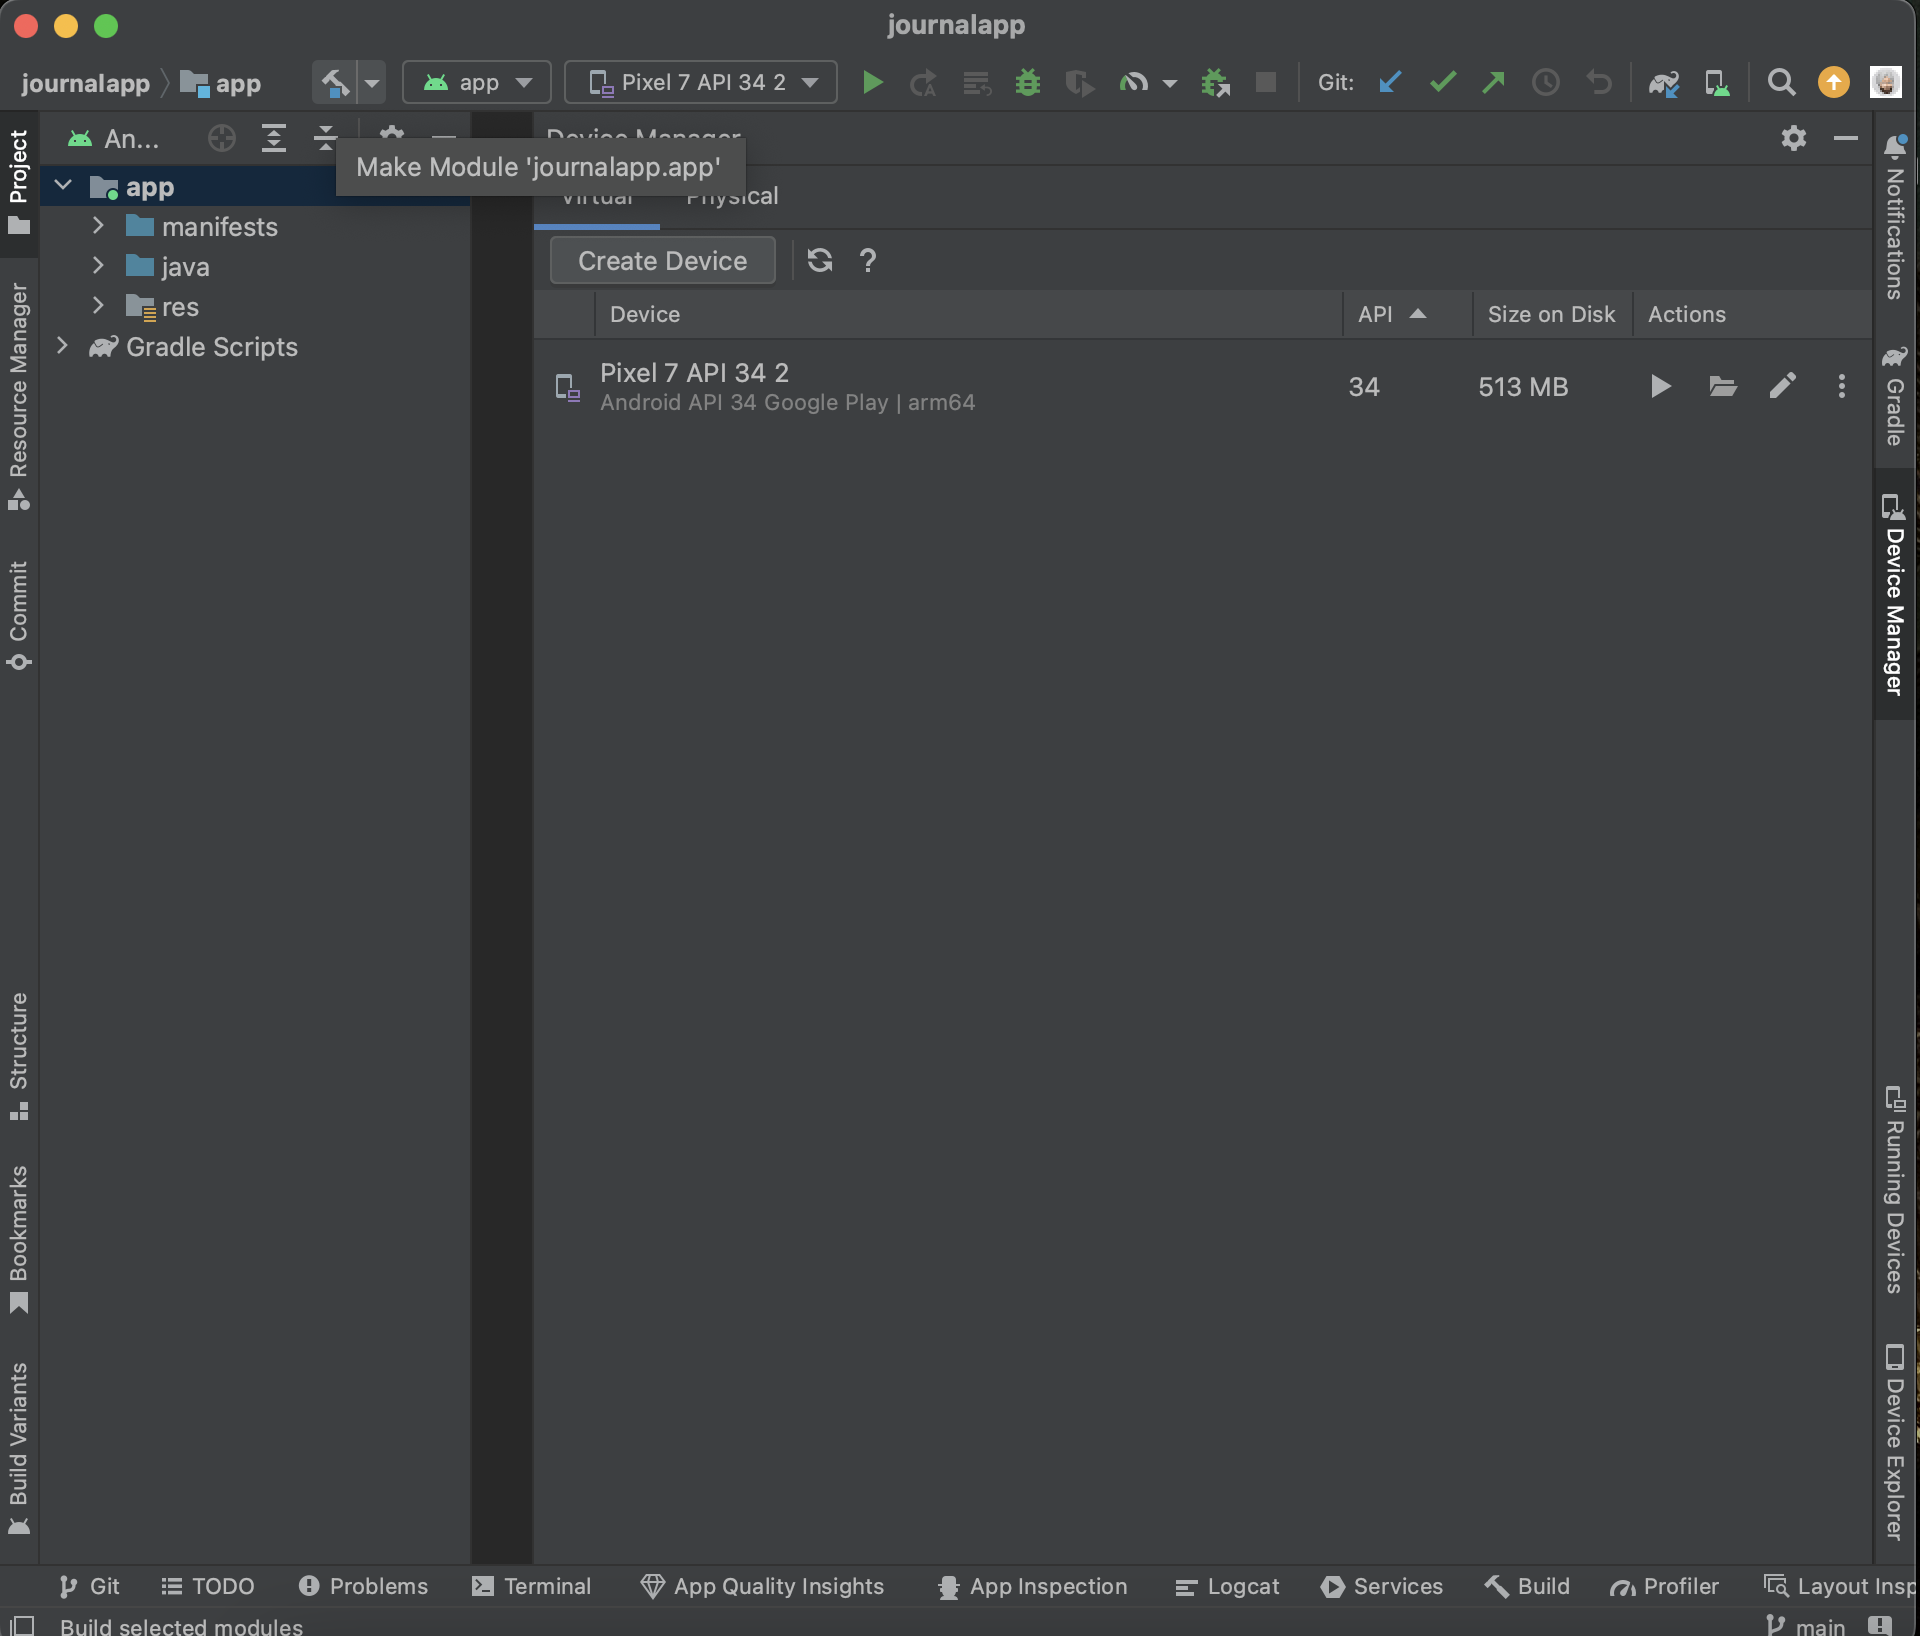 journalapp
journalapp
app
app
Pixel 7 API 34 2
Git:
An...
Device Manager
Make Module 'journalapp.app'
Virtual
Physical
app
manifests
java
res
Gradle Scripts
Create Device
?
Device
API
Size on Disk
Actions
Pixel 7 API 34 2
Android API 34 Google Play | arm64
34
513 MB
Project
Resource Manager
Commit
Structure
Bookmarks
Build Variants
Notifications
Gradle
Device Manager
Running Devices
Device Explorer
Git
TODO
Problems
Terminal
App Quality Insights
App Inspection
Logcat
Services
Build
Profiler
Layout Insp
Build selected modules
main